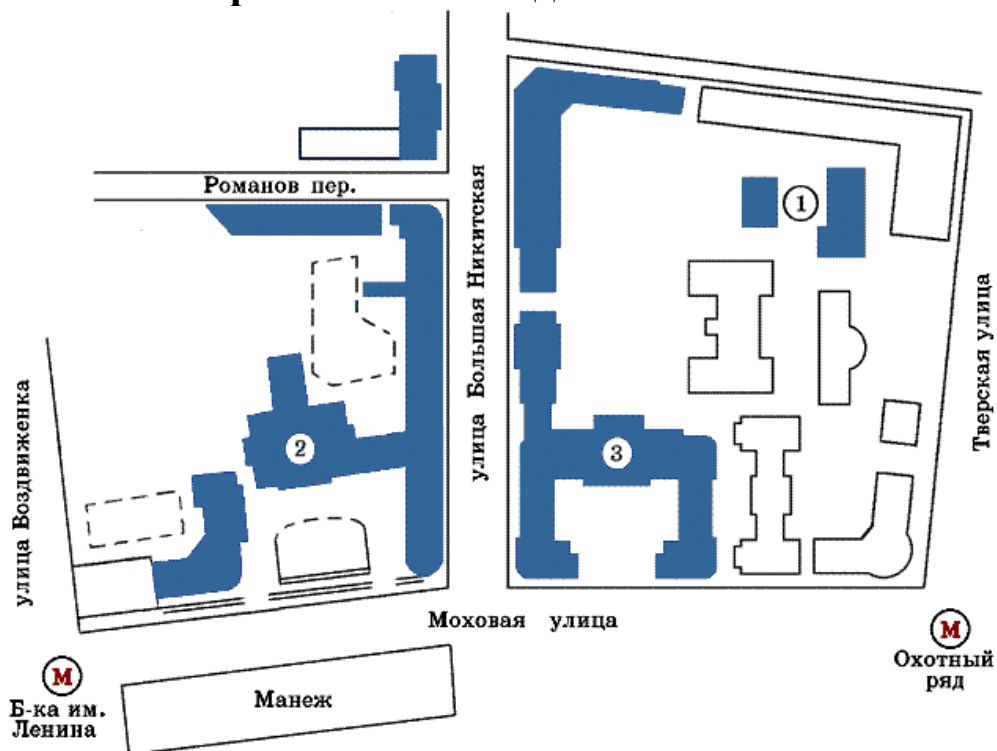 Романов пер.
улица Большая Никитская
1
Тверская улица
улица Воздвиженка
2
3
Моховая улица
М
Охотный
ряд
М
Б-ка им.
Ленина
Манеж